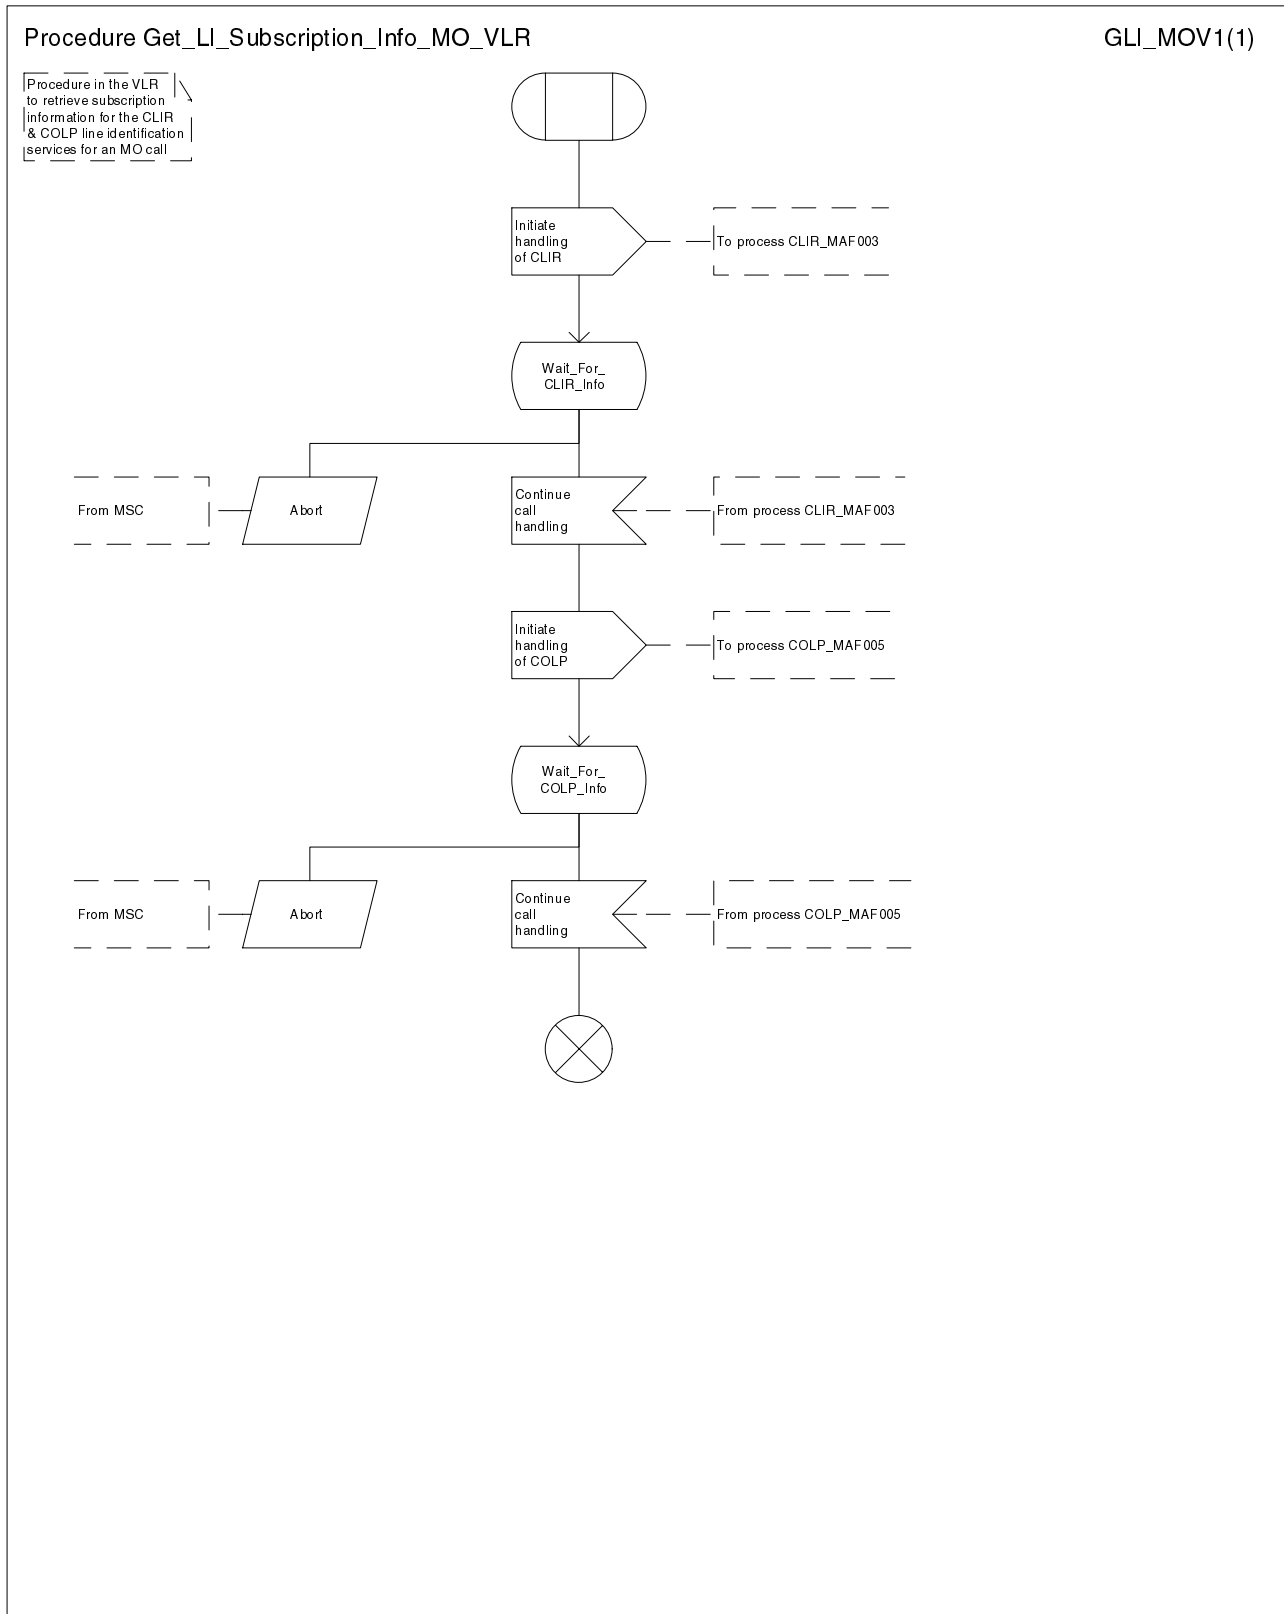 Procedure Get_LI_Subscription_Info_MO_VLR
GLI_MOV1(1)
Procedure in the VLR
to retrieve subscription
information for the CLIR
& COLP line identification
services for an MO call
Initiate
handling
of CLIR
To process CLIR_MAF003
Wait_For_
CLIR_Info
From MSC
Abort
Continue
call
handling
From process CLIR_MAF003
Initiate
handling
of COLP
To process COLP_MAF005
Wait_For_
COLP_Info
From MSC
Abort
Continue
call
handling
From process COLP_MAF005